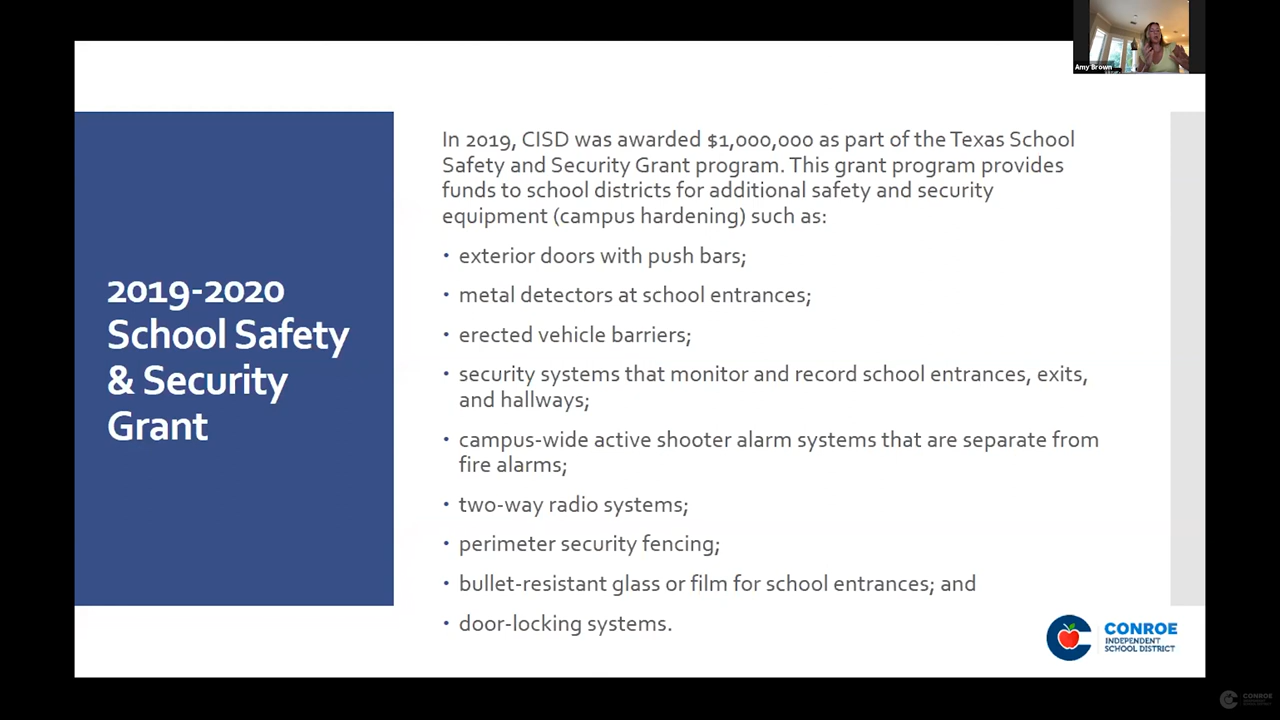 Amy Brown
2019-2020
School Safety
& Security
Grant
In 2019, CISD was awarded $1,000,000 as part of the Texas School
Safety and Security Grant program. This grant program provides
funds to school districts for additional safety and security
equipment (campus hardening) such as:
• exterior doors with push bars;
• metal detectors at school entrances;
• erected vehicle barriers;
• security systems that monitor and record school entrances, exits,
and hallways;
• campus-wide active shooter alarm systems that are separate from
fire alarms;
• two-way radio systems;
• perimeter security fencing;
• bullet-resistant glass or film for school entrances; and
• door-locking systems.
CONROE
INDEPENDENT
SCHOOL DISTRICT
CONROE
INDEPENDENT
SCHOOL DISTRICT